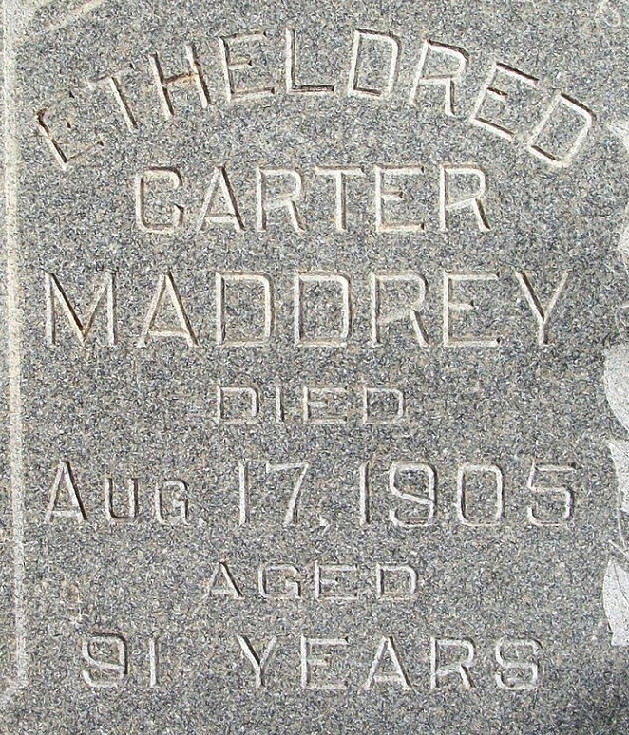 ETHELDRED
CARTER
MADDREY
DIED
AUG. 17, 1905
AGED
91 YEARS